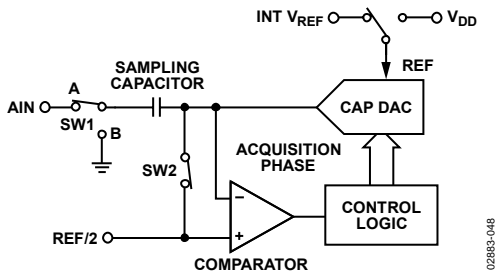 INT VREF
VDD
REF
SAMPLING
CAPACITOR
A
AIN
SW1
B
CAP DAC
ACQUISITION
PHASE
SW2
−
+
CONTROL
LOGIC
REF/2
COMPARATOR
02883-048